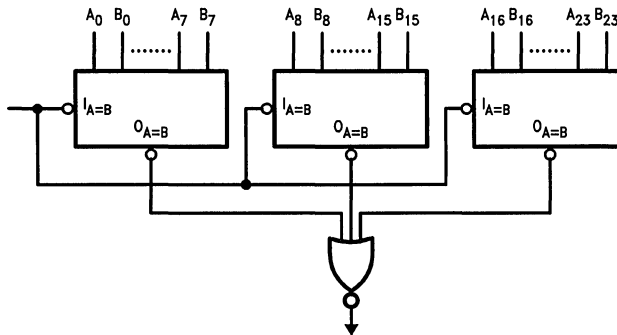 A0 B0 ....... A7 B7 A8 B8 ....... A15 B15 A16 B16 ....... A23 B23
IA=B IA=B IA=B
OA=B OA=B OA=B